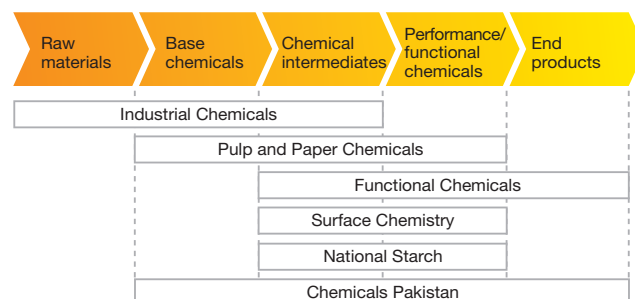 Raw
materials
Base
chemicals
Chemical
intermediates
Performance/
functional
chemicals
End
products
Industrial Chemicals
Pulp and Paper Chemicals
Functional Chemicals
Surface Chemistry
National Starch
Chemicals Pakistan